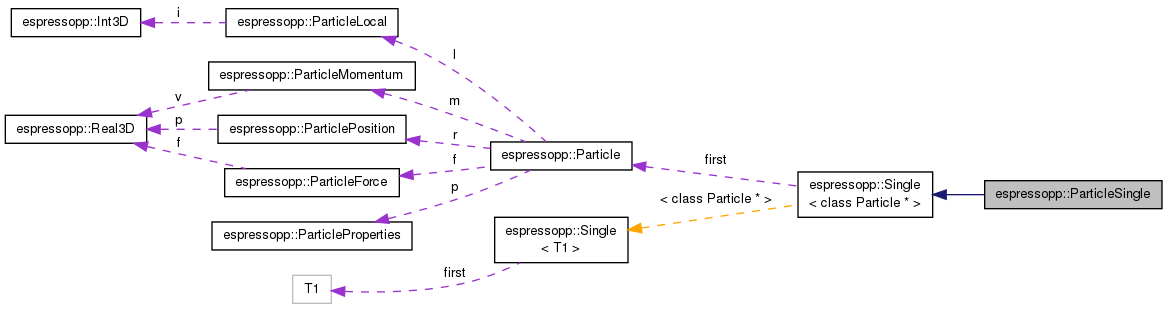 espressopp::Int3D
i
espressopp::ParticleLocal
l
espressopp::ParticleMomentum
v
m
espressopp::Real3D
p
espressopp::ParticlePosition
r
f
espressopp::Particle
first
f
espressopp::ParticleForce
p
espressopp::Single
< class Particle * >
espressopp::ParticleSingle
< class Particle * >
espressopp::ParticleProperties
espressopp::Single
< T1 >
first
T1